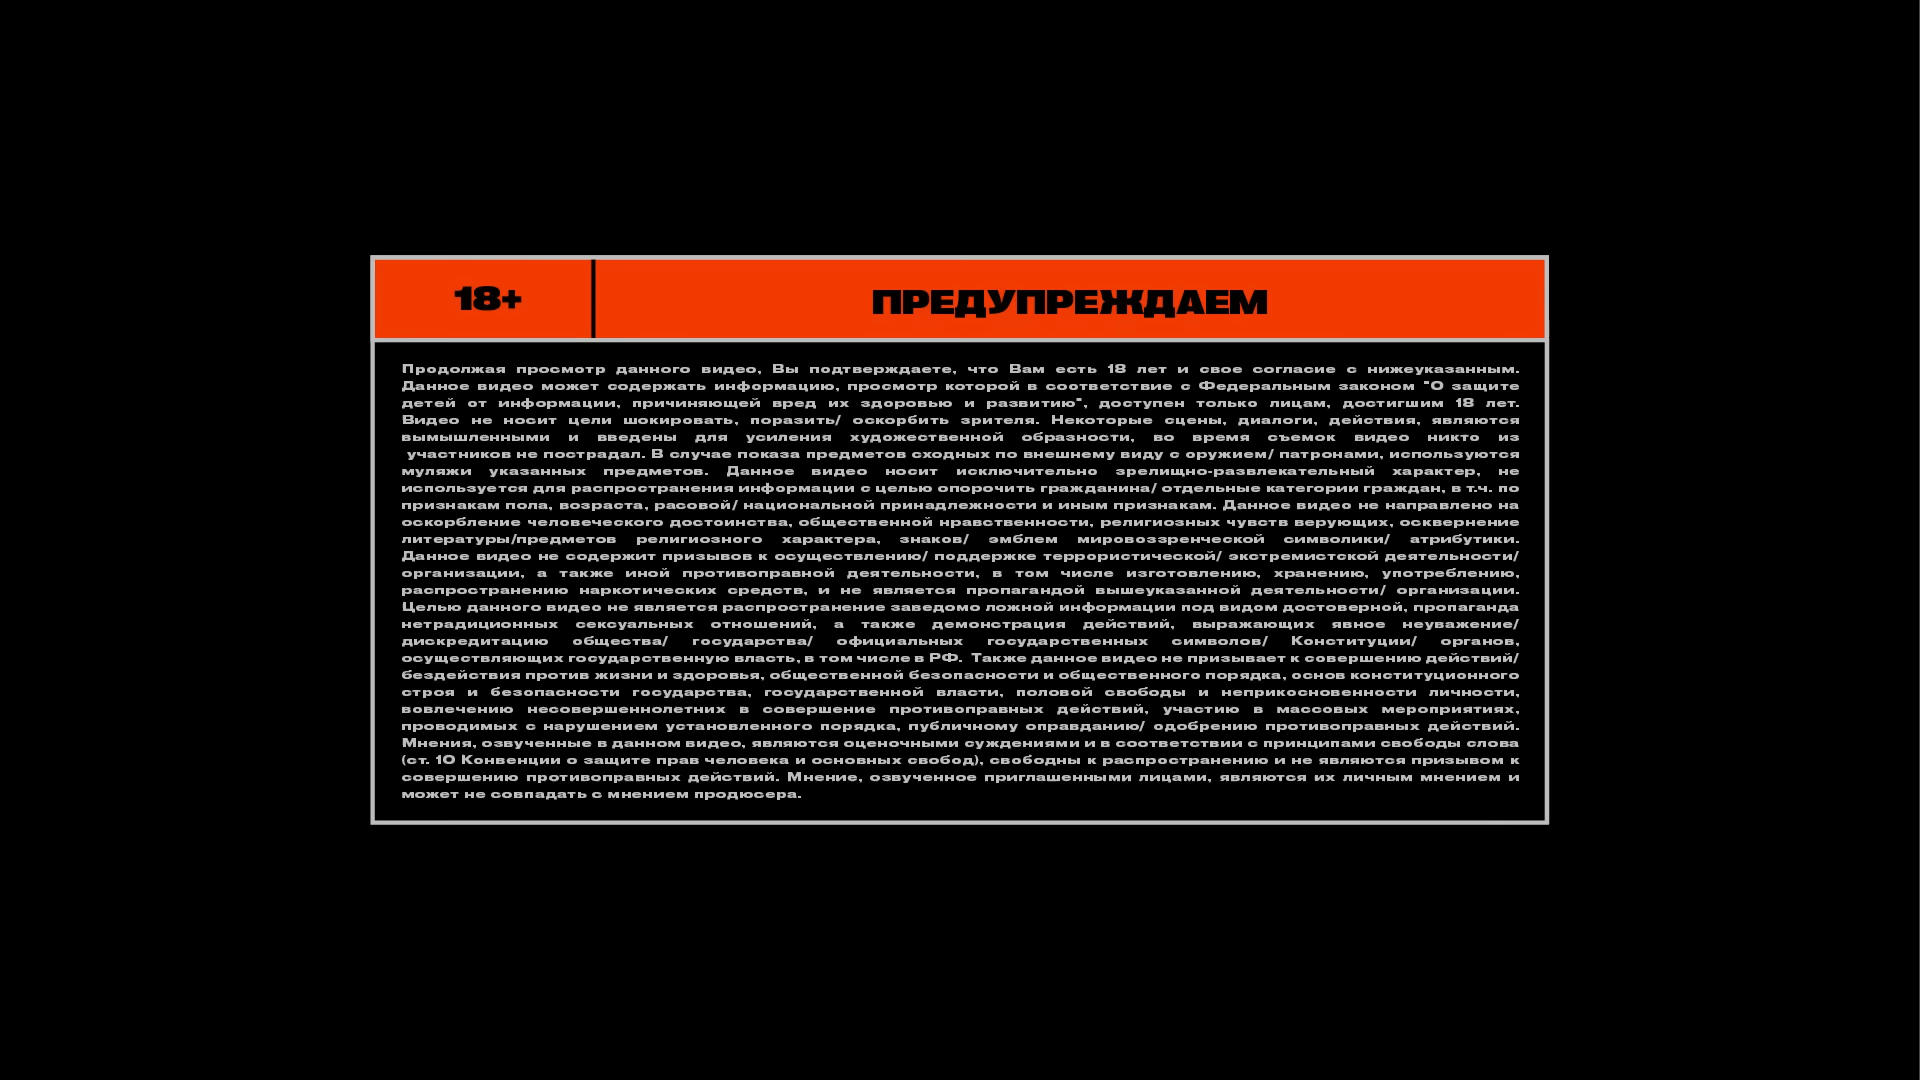 18+
ПРЕДУПРЕЖДАЕМ
Продолжая просмотр данного видео, Вы подтверждаете, что Вам есть 18 лет и свое согласие с нижеуказанным.
Данное видео может содержать информацию, просмотр которой в соответствие с Федеральным законом "О защите
детей от информации, причиняющей вред их здоровью и развитию", доступен только лицам, достигшим 18 лет.
Видео не носит цели шокировать, поразить/ оскорбить зрителя. Некоторые сцены, диалоги, действия, являются
вымышленными и введены для усиления художественной образности, во время съемок видео никто из
участников не пострадал. В случае показа предметов сходных по внешнему виду с оружием/ патронами, используются
муляжи указанных предметов. Данное видео носит исключительно зрелищно-развлекательный характер, не
используется для распространения информации с целью опорочить гражданина/ отдельные категории граждан, в т.ч. по
признакам пола, возраста, расовой/ национальной принадлежности и иным признакам. Данное видео не направлено на
оскорбление человеческого достоинства, общественной нравственности, религиозных чувств верующих, осквернение
литературы/предметов религиозного характера, знаков/ эмблем мировоззренческой символики/ атрибутики.
Данное видео не содержит призывов к осуществлению/ поддержке террористической/ экстремистской деятельности/
организации, а также иной противоправной деятельности, в том числе изготовлению, хранению, употреблению,
распространению наркотических средств, и не является пропагандой вышеуказанной деятельности/ организации.
Целью данного видео не является распространение заведомо ложной информации под видом достоверной, пропаганда
нетрадиционных сексуальных отношений, а также демонстрация действий, выражающих явное неуважение/
дискредитацию общества/ государства/ официальных государственных символов/ Конституции/ органов,
осуществляющих государственную власть, в том числе в РФ. Также данное видео не призывает к совершению действий/
бездействия против жизни и здоровья, общественной безопасности и общественного порядка, основ конституционного
строя и безопасности государства, государственной власти, половой свободы и неприкосновенности личности,
вовлечению несовершеннолетних в совершение противоправных действий, участию в массовых мероприятиях,
проводимых с нарушением установленного порядка, публичному оправданию/ одобрению противоправных действий.
Мнения, озвученные в данном видео, являются оценочными суждениями и в соответствии с принципами свободы слова
(ст. 10 Конвенции о защите прав человека и основных свобод), свободны к распространению и не являются призывом к
совершению противоправных действий. Мнение, озвученное приглашенными лицами, являются их личным мнением и
может не совпадать с мнением продюсера.